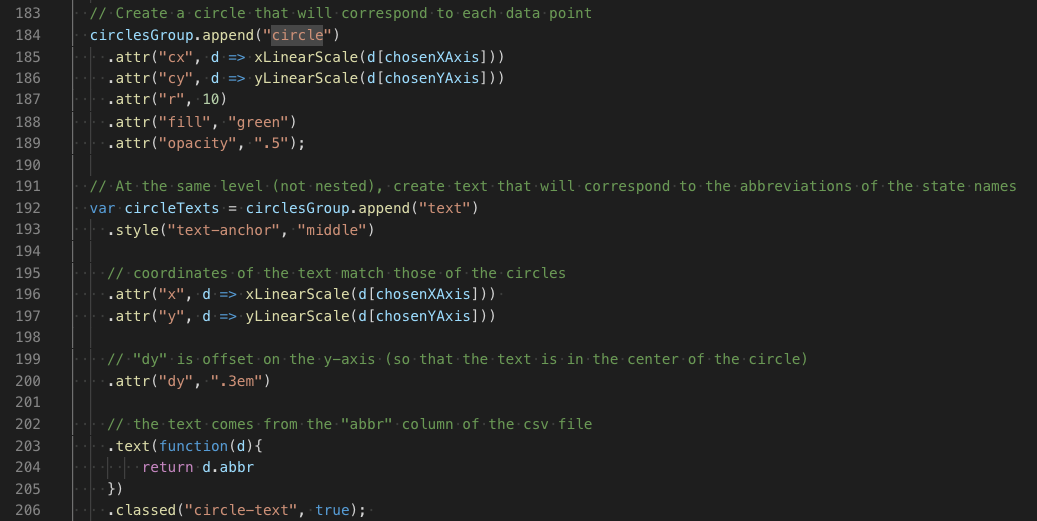 183 // Create a circle that will correspond to each data point
184 circlesGroup.append("circle")
185 .attr("cx", d => xLinearScale(d[chosenXAxis]))
186 .attr("cy", d => yLinearScale(d[chosenYAxis]))
187 .attr("r", 10)
188 .attr("fill", "green")
189 .attr("opacity", ".5");
190
191 // At the same level (not nested), create text that will correspond to the abbreviations of the state names
192 var circleTexts = circlesGroup.append("text")
193 .style("text-anchor", "middle")
194
195 // coordinates of the text match those of the circles
196 .attr("x", d => xLinearScale(d[chosenXAxis]))
197 .attr("y", d => yLinearScale(d[chosenYAxis]))
198
199 // "dy" is offset on the y-axis (so that the text is in the center of the circle)
200 .attr("dy", ".3em")
201
202 // the text comes from the "abbr" column of the csv file
203 .text(function(d){
204 return d.abbr
205 })
206 .classed("circle-text", true);